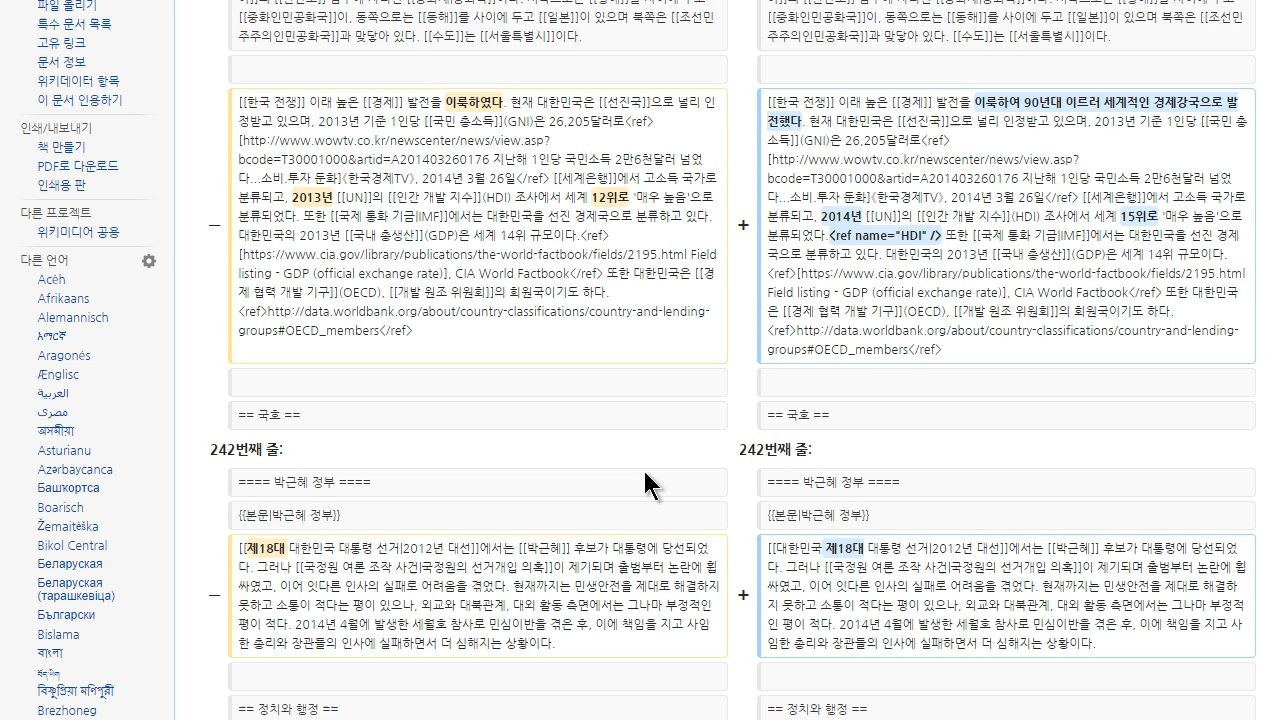 파일 올리기
특수 문서 목록
고유 링크
문서 정보
위키데이터 항목
이 문서 인용하기
인쇄/내보내기
책 만들기
PDF로 다운로드
인쇄용 판
다른 프로젝트
위키미디어 공용
다른 언어
Acèh
Afrikaans
Alemannisch
አማርኛ
Aragonés
Ænglisc
العربية
مصرى
অসমীয়া
Asturianu
Azərbaycanca
Башҡортса
Boarisch
Žemaitėška
Bikol Central
Беларуская
Беларуская
(тарашкевіца)
Български
Bislama
বাংলা
བོད་ཡིག
বিষ্ণুপ্রিয়া মণিপুরী
Brezhoneg
[[중화인민공화국]]이, 동쪽으로는 [[동해]]를 사이에 두고 [[일본]]이 있으며 북쪽은 [[조선민
주주의인민공화국]]과 맞닿아 있다. [[수도]]는 [[서울특별시]]이다.
−
[[한국 전쟁]] 이래 높은 [[경제]] 발전을 이룩하였다. 현재 대한민국은 [[선진국]]으로 널리 인
정받고 있으며, 2013년 기준 1인당 [[국민 총소득]](GNI)은 26,205달러로<ref>
[http://www.wowtv.co.kr/newscenter/news/view.asp?
bcode=T30001000&artid=A201403260176 지난해 1인당 국민소득 2만6천달러 넘었
다...소비.투자 둔화]《한국경제TV》, 2014년 3월 26일</ref> [[세계은행]]에서 고소득 국가로
분류되고, 2013년 [[UN]]의 [[인간 개발 지수]](HDI) 조사에서 세계 12위로 '매우 높음'으로
분류되었다. 또한 [[국제 통화 기금|IMF]]에서는 대한민국을 선진 경제국으로 분류하고 있다.
대한민국의 2013년 [[국내 총생산]](GDP)은 세계 14위 규모이다.<ref>
[https://www.cia.gov/library/publications/the-world-factbook/fields/2195.html Field
listing - GDP (official exchange rate)], CIA World Factbook</ref> 또한 대한민국은 [[경
제 협력 개발 기구]](OECD), [[개발 원조 위원회]]의 회원국이기도 하다.
<ref>http://data.worldbank.org/about/country-classifications/country-and-lending-
groups#OECD_members</ref>
== 국호 ==
242번째 줄:
==== 박근혜 정부 ====
{{본문|박근혜 정부}}
−
[[제18대 대한민국 대통령 선거|2012년 대선]]에서는 [[박근혜]] 후보가 대통령에 당선되었
다. 그러나 [[국정원 여론 조작 사건|국정원의 선거개입 의혹]]이 제기되며 출범부터 논란에 휩
싸였고, 이어 잇다른 인사의 실패로 어려움을 겪었다. 현재까지는 민생안전을 제대로 해결하지
못하고 소통이 적다는 평이 있으나, 외교와 대북관계, 대외 활동 측면에서는 그나마 부정적인
평이 적다. 2014년 4월에 발생한 세월호 참사로 민심이반을 겪은 후, 이에 책임을 지고 사임
한 총리와 장관들의 인사에 실패하면서 더 심해지는 상황이다.
== 정치와 행정 ==
[[중화인민공화국]]이, 동쪽으로는 [[동해]]를 사이에 두고 [[일본]]이 있으며 북쪽은 [[조선민
주주의인민공화국]]과 맞닿아 있다. [[수도]]는 [[서울특별시]]이다.
+
[[한국 전쟁]] 이래 높은 [[경제]] 발전을 이룩하여 90년대 이르러 세계적인 경제강국으로 발
전했다. 현재 대한민국은 [[선진국]]으로 널리 인정받고 있으며, 2013년 기준 1인당 [[국민 총
소득]](GNI)은 26,205달러로<ref>
[http://www.wowtv.co.kr/newscenter/news/view.asp?
bcode=T30001000&artid=A201403260176 지난해 1인당 국민소득 2만6천달러 넘었
다...소비.투자 둔화]《한국경제TV》, 2014년 3월 26일</ref> [[세계은행]]에서 고소득 국가로
분류되고, 2014년 [[UN]]의 [[인간 개발 지수]](HDI) 조사에서 세계 15위로 '매우 높음'으로
분류되었다.<ref name="HDI" /> 또한 [[국제 통화 기금|IMF]]에서는 대한민국을 선진 경제
국으로 분류하고 있다. 대한민국의 2013년 [[국내 총생산]](GDP)은 세계 14위 규모이다.
<ref>[https://www.cia.gov/library/publications/the-world-factbook/fields/2195.html
Field listing - GDP (official exchange rate)], CIA World Factbook</ref> 또한 대한민국
은 [[경제 협력 개발 기구]](OECD), [[개발 원조 위원회]]의 회원국이기도 하다.
<ref>http://data.worldbank.org/about/country-classifications/country-and-lending-
groups#OECD_members</ref>
== 국호 ==
242번째 줄:
==== 박근혜 정부 ====
{{본문|박근혜 정부}}
+
[[대한민국 제18대 대통령 선거|2012년 대선]]에서는 [[박근혜]] 후보가 대통령에 당선되었
다. 그러나 [[국정원 여론 조작 사건|국정원의 선거개입 의혹]]이 제기되며 출범부터 논란에 휩
싸였고, 이어 잇다른 인사의 실패로 어려움을 겪었다. 현재까지는 민생안전을 제대로 해결하
지 못하고 소통이 적다는 평이 있으나, 외교와 대북관계, 대외 활동 측면에서는 그나마 부정적
인 평이 적다. 2014년 4월에 발생한 세월호 참사로 민심이반을 겪은 후, 이에 책임을 지고 사
임한 총리와 장관들의 인사에 실패하면서 더 심해지는 상황이다.
== 정치와 행정 ==